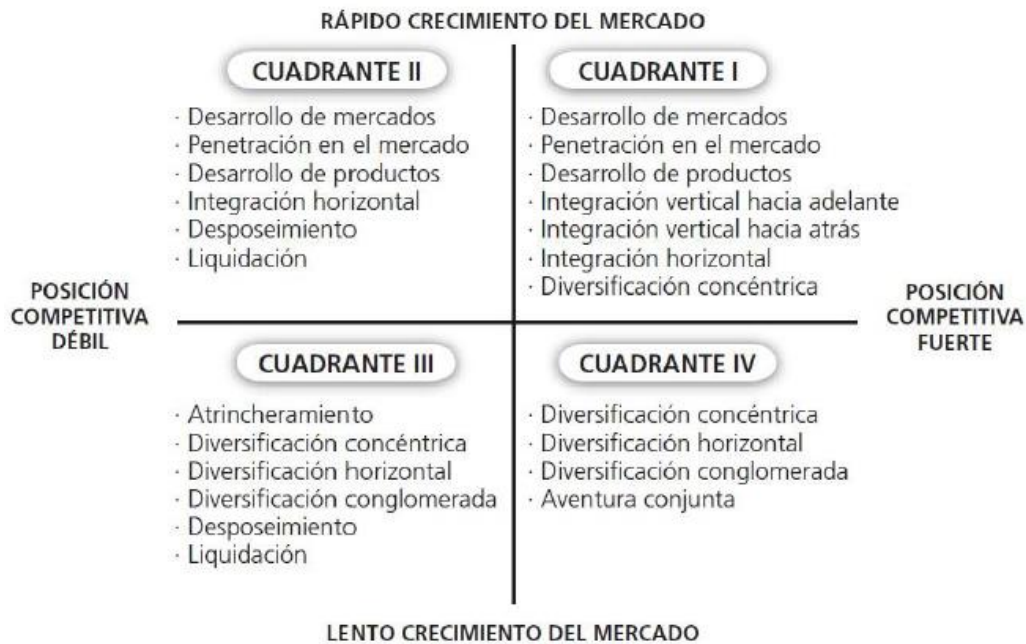 RÁPIDO CRECIMIENTO DEL MERCADO
CUADRANTE II
· Desarrollo de mercados
· Penetración en el mercado
· Desarrollo de productos
· Integración horizontal
· Desposeimiento
· Liquidación
CUADRANTE I
· Desarrollo de mercados
· Penetración en el mercado
· Desarrollo de productos
· Integración vertical hacia adelante
· Integración vertical hacia atrás
· Integración horizontal
· Diversificación concéntrica
POSICIÓN
COMPETITIVA
DÉBIL
POSICIÓN
COMPETITIVA
FUERTE
CUADRANTE III
· Atrincheramiento
· Diversificación concéntrica
· Diversificación horizontal
· Diversificación conglomerada
· Desposeimiento
· Liquidación
CUADRANTE IV
· Diversificación concéntrica
· Diversificación horizontal
· Diversificación conglomerada
· Aventura conjunta
LENTO CRECIMIENTO DEL MERCADO